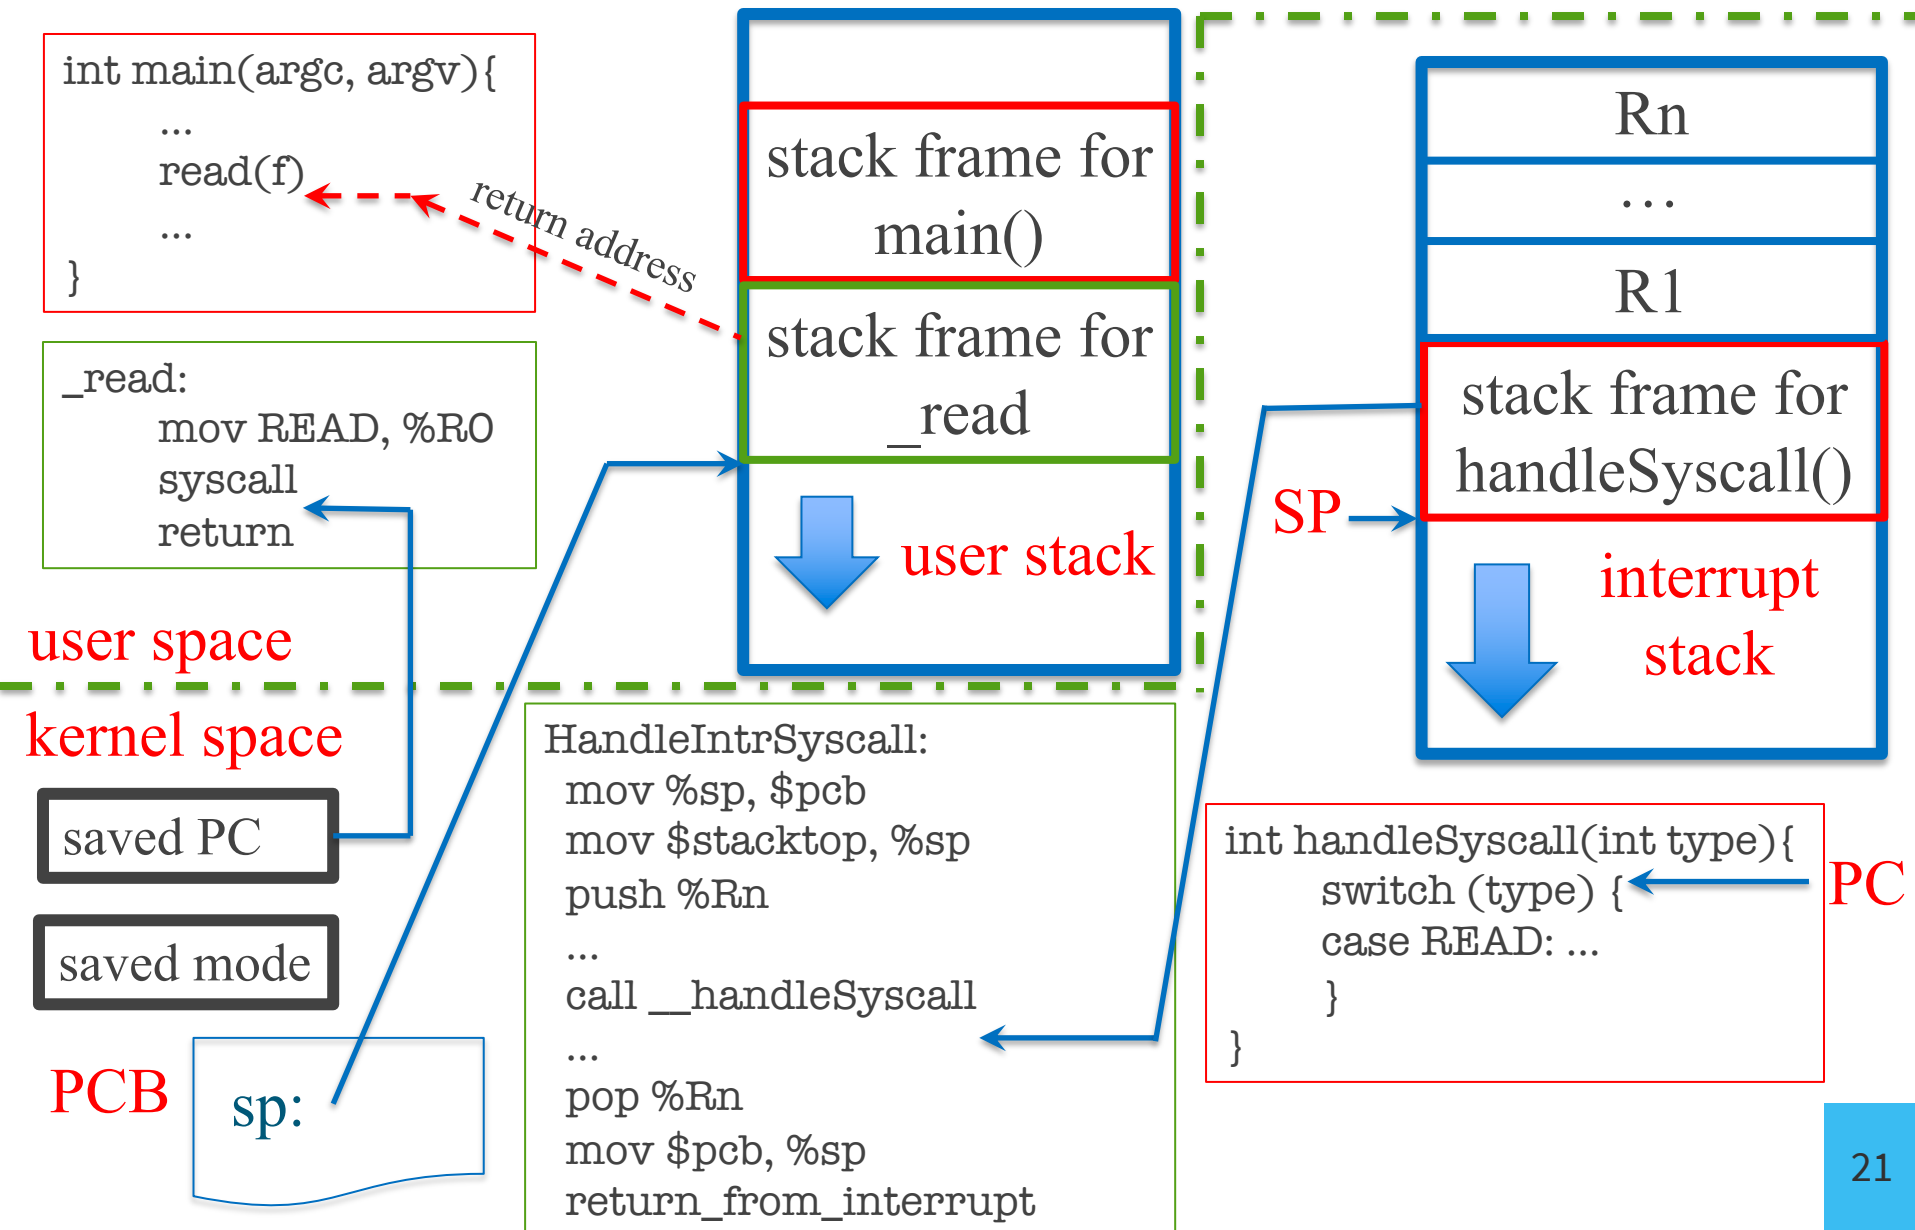 int main(argc, argv){
...
read(f)
...
}
return address
_read:
mov READ, %R0
syscall
return
user space
kernel space
saved PC
saved mode
PCB
sp:
stack frame for
main()
stack frame for
_read
user stack
HandleIntrSyscall:
mov %sp, $pcb
mov $stacktop, %sp
push %Rn
...
call __handleSyscall
...
pop %Rn
mov $pcb, %sp
return_from_interrupt
Rn
...
R1
stack frame for
handleSyscall()
SP
interrupt
stack
int handleSyscall(int type){
switch (type) {
case READ: ...
}
}
PC
21